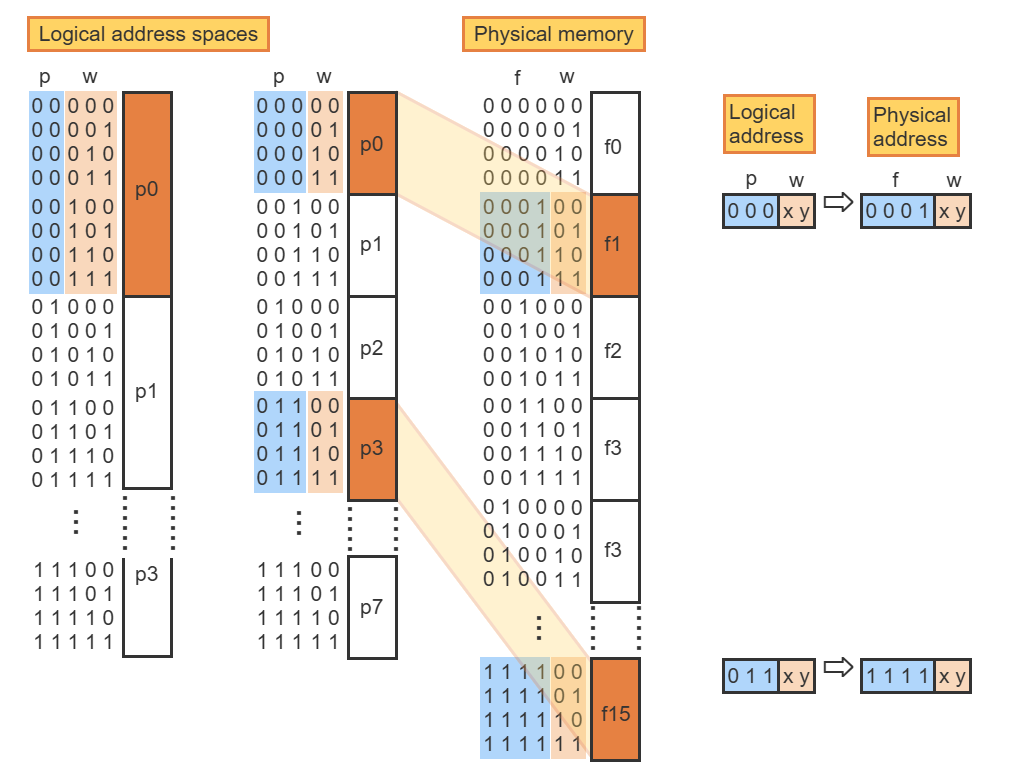 Logical address spaces
p w
0 0 0 0 0
0 0 0 0 1
0 0 0 1 0
0 0 0 1 1
0 0 1 0 0
0 0 1 0 1
0 0 1 1 0
0 0 1 1 1
p0
0 1 0 0 0
0 1 0 0 1
0 1 0 1 0
0 1 0 1 1
0 1 1 0 0
0 1 1 0 1
0 1 1 1 0
0 1 1 1 1
p1
1 1 1 0 0
1 1 1 0 1
1 1 1 1 0
1 1 1 1 1
p3
p w
0 0 0 0 0
0 0 0 0 1
0 0 0 1 0
0 0 0 1 1
p0
0 0 1 0 0
0 0 1 0 1
0 0 1 1 0
0 0 1 1 1
p1
0 1 0 0 0
0 1 0 0 1
0 1 0 1 0
0 1 0 1 1
p2
0 1 1 0 0
0 1 1 0 1
0 1 1 1 0
0 1 1 1 1
p3
1 1 1 0 0
1 1 1 0 1
1 1 1 1 0
1 1 1 1 1
p7
Physical memory
f w
0 0 0 0 0 0
0 0 0 0 0 1
0 0 0 0 1 0
0 0 0 0 1 1
f0
0 0 0 1 0 0
0 0 0 1 0 1
0 0 0 1 1 0
0 0 0 1 1 1
f1
0 0 1 0 0 0
0 0 1 0 0 1
0 0 1 0 1 0
0 0 1 0 1 1
f2
0 0 1 1 0 0
0 0 1 1 0 1
0 0 1 1 1 0
0 0 1 1 1 1
f3
0 1 0 0 0 0
0 1 0 0 0 1
0 1 0 0 1 0
0 1 0 0 1 1
f3
1 1 1 1 0 0
1 1 1 1 0 1
1 1 1 1 1 0
1 1 1 1 1 1
f15
Logical
address
Physical
address
p w
f w
0 0 0 x y
0 0 0 1 x y
0 1 1 x y
1 1 1 1 x y